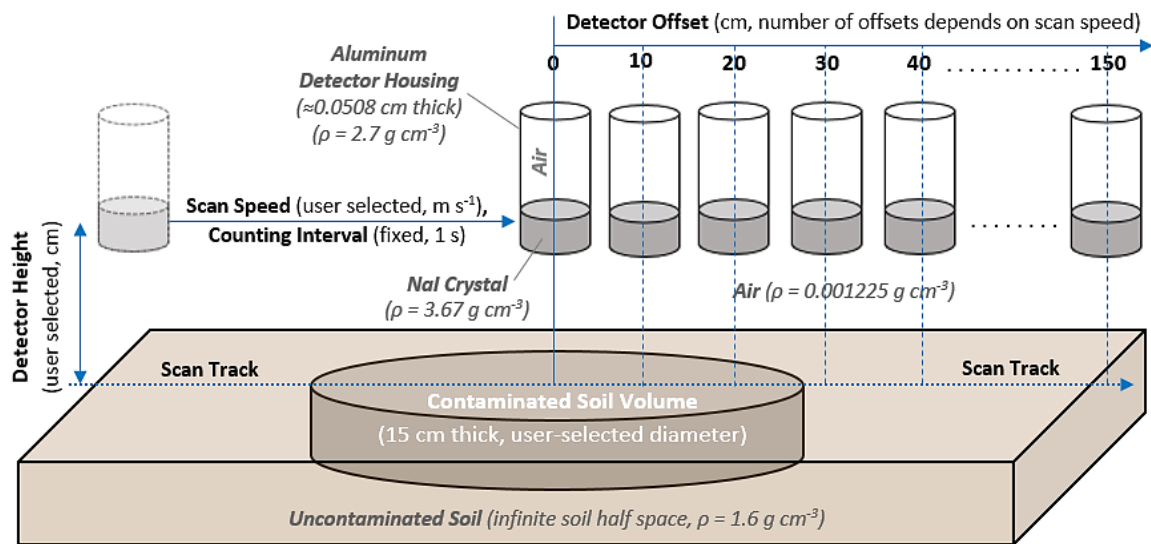 Detector Offset (cm, number of offsets depends on scan speed)
0 10 20 30 40 . . . . . . . . . . . . . 150
Aluminum
Detector Housing
(≈0.0508 cm thick)
(ρ = 2.7 g cm⁻³)
Air
Scan Speed (user selected, m s⁻¹),
Counting Interval (fixed, 1 s)
Detector Height
(user selected, cm)
. . . . . . . .
NaI Crystal
(ρ = 3.67 g cm⁻³)
Air (ρ = 0.001225 g cm⁻³)
Scan Track
Scan Track
Contaminated Soil Volume
(15 cm thick, user-selected diameter)
Uncontaminated Soil (infinite soil half space, ρ = 1.6 g cm⁻³)